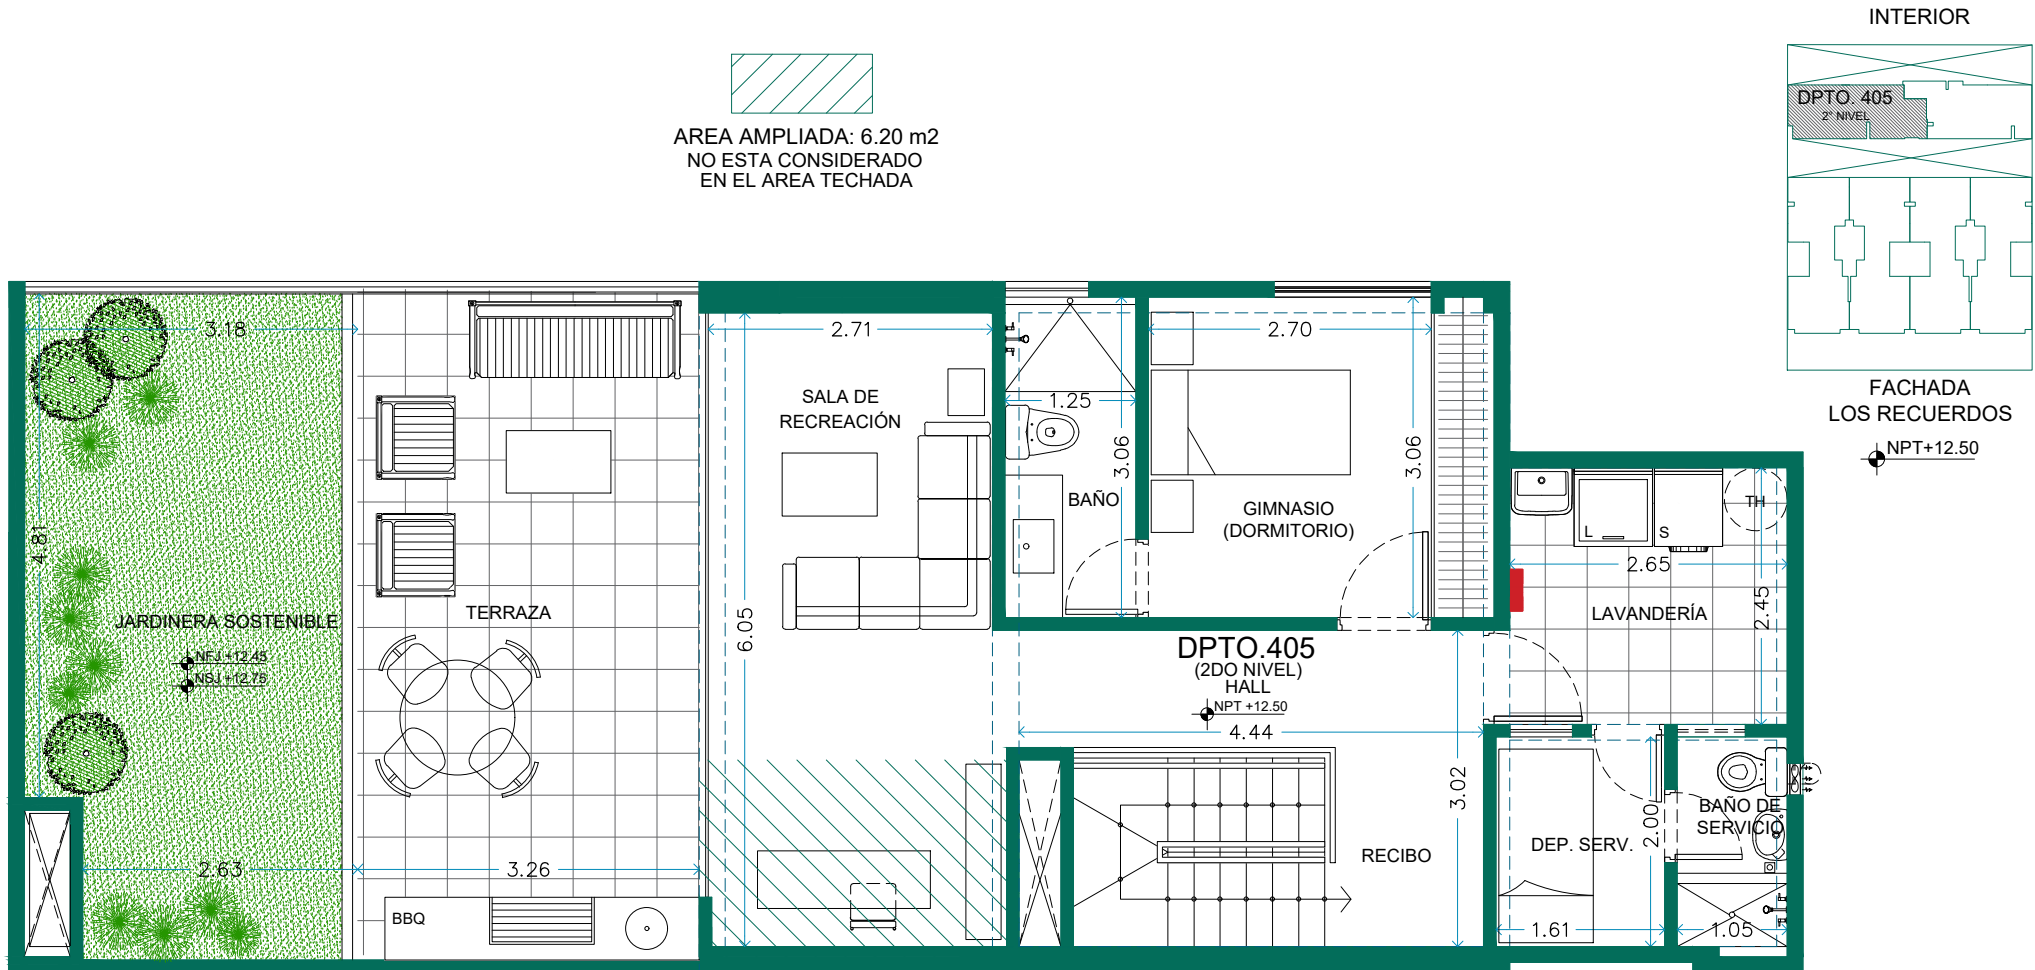 INTERIOR
DPTO. 405
2° NIVEL
FACHADA
LOS RECUERDOS
NPT+12.50
AREA AMPLIADA: 6.20 m2
NO ESTA CONSIDERADO
EN EL AREA TECHADA
3.18
2.71
2.70
SALA DE
RECREACIÓN
1.25
3.06
3.06
BAÑO
GIMNASIO
(DORMITORIO)
L
S
TH
2.65
2.45
LAVANDERÍA
4.81
JARDINERA SOSTENIBLE
NFJ +12.45
NSJ +12.75
TERRAZA
6.05
DPTO.405
(2DO NIVEL)
HALL
NPT +12.50
4.44
3.02
2.00
BAÑO DE
SERVICIO
DEP. SERV.
RECIBO
2.63
3.26
BBQ
1.61
1.05